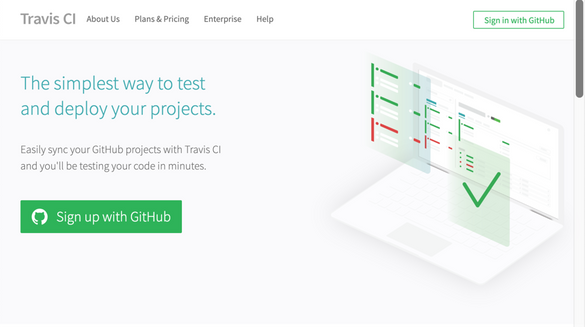 Travis CI
About Us
Plans & Pricing
Enterprise
Help
Sign in with GitHub
The simplest way to test
and deploy your projects.
Easily sync your GitHub projects with Travis CI
and you'll be testing your code in minutes.
Sign up with GitHub